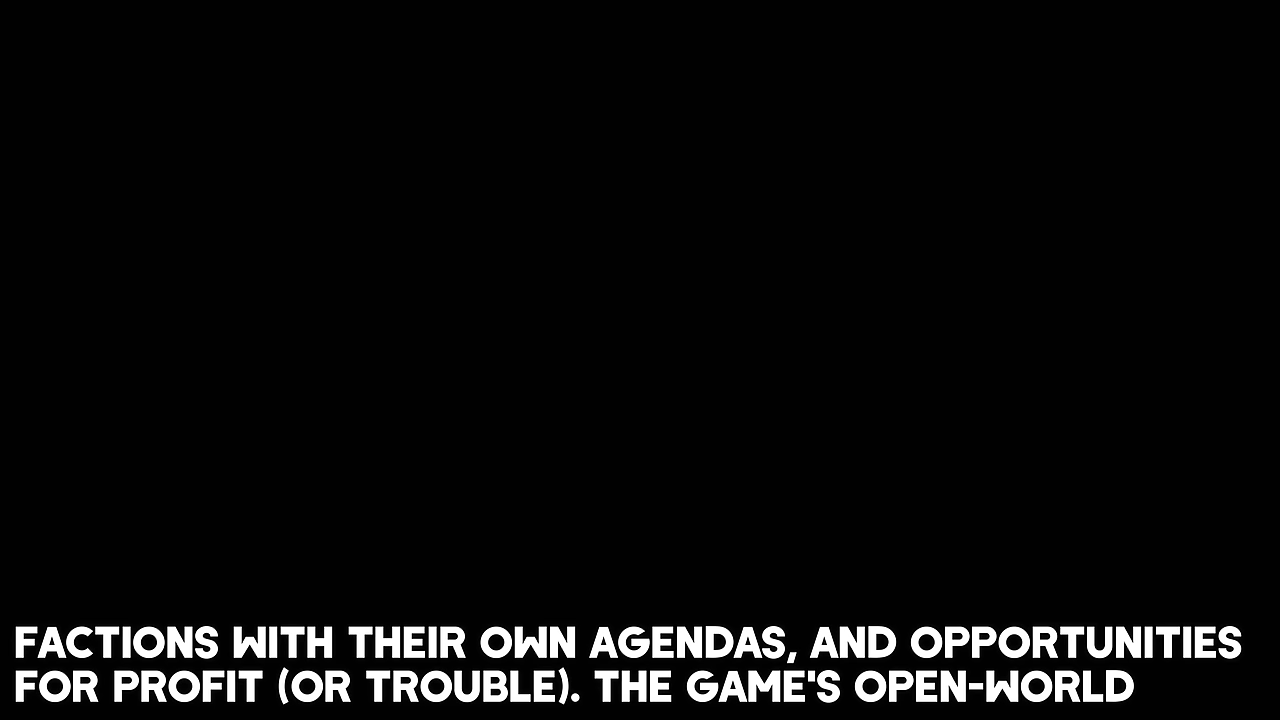 FACTIONS WITH THEIR OWN AGENDAS, AND OPPORTUNITIES
FOR PROFIT (OR TROUBLE). THE GAME'S OPEN-WORLD